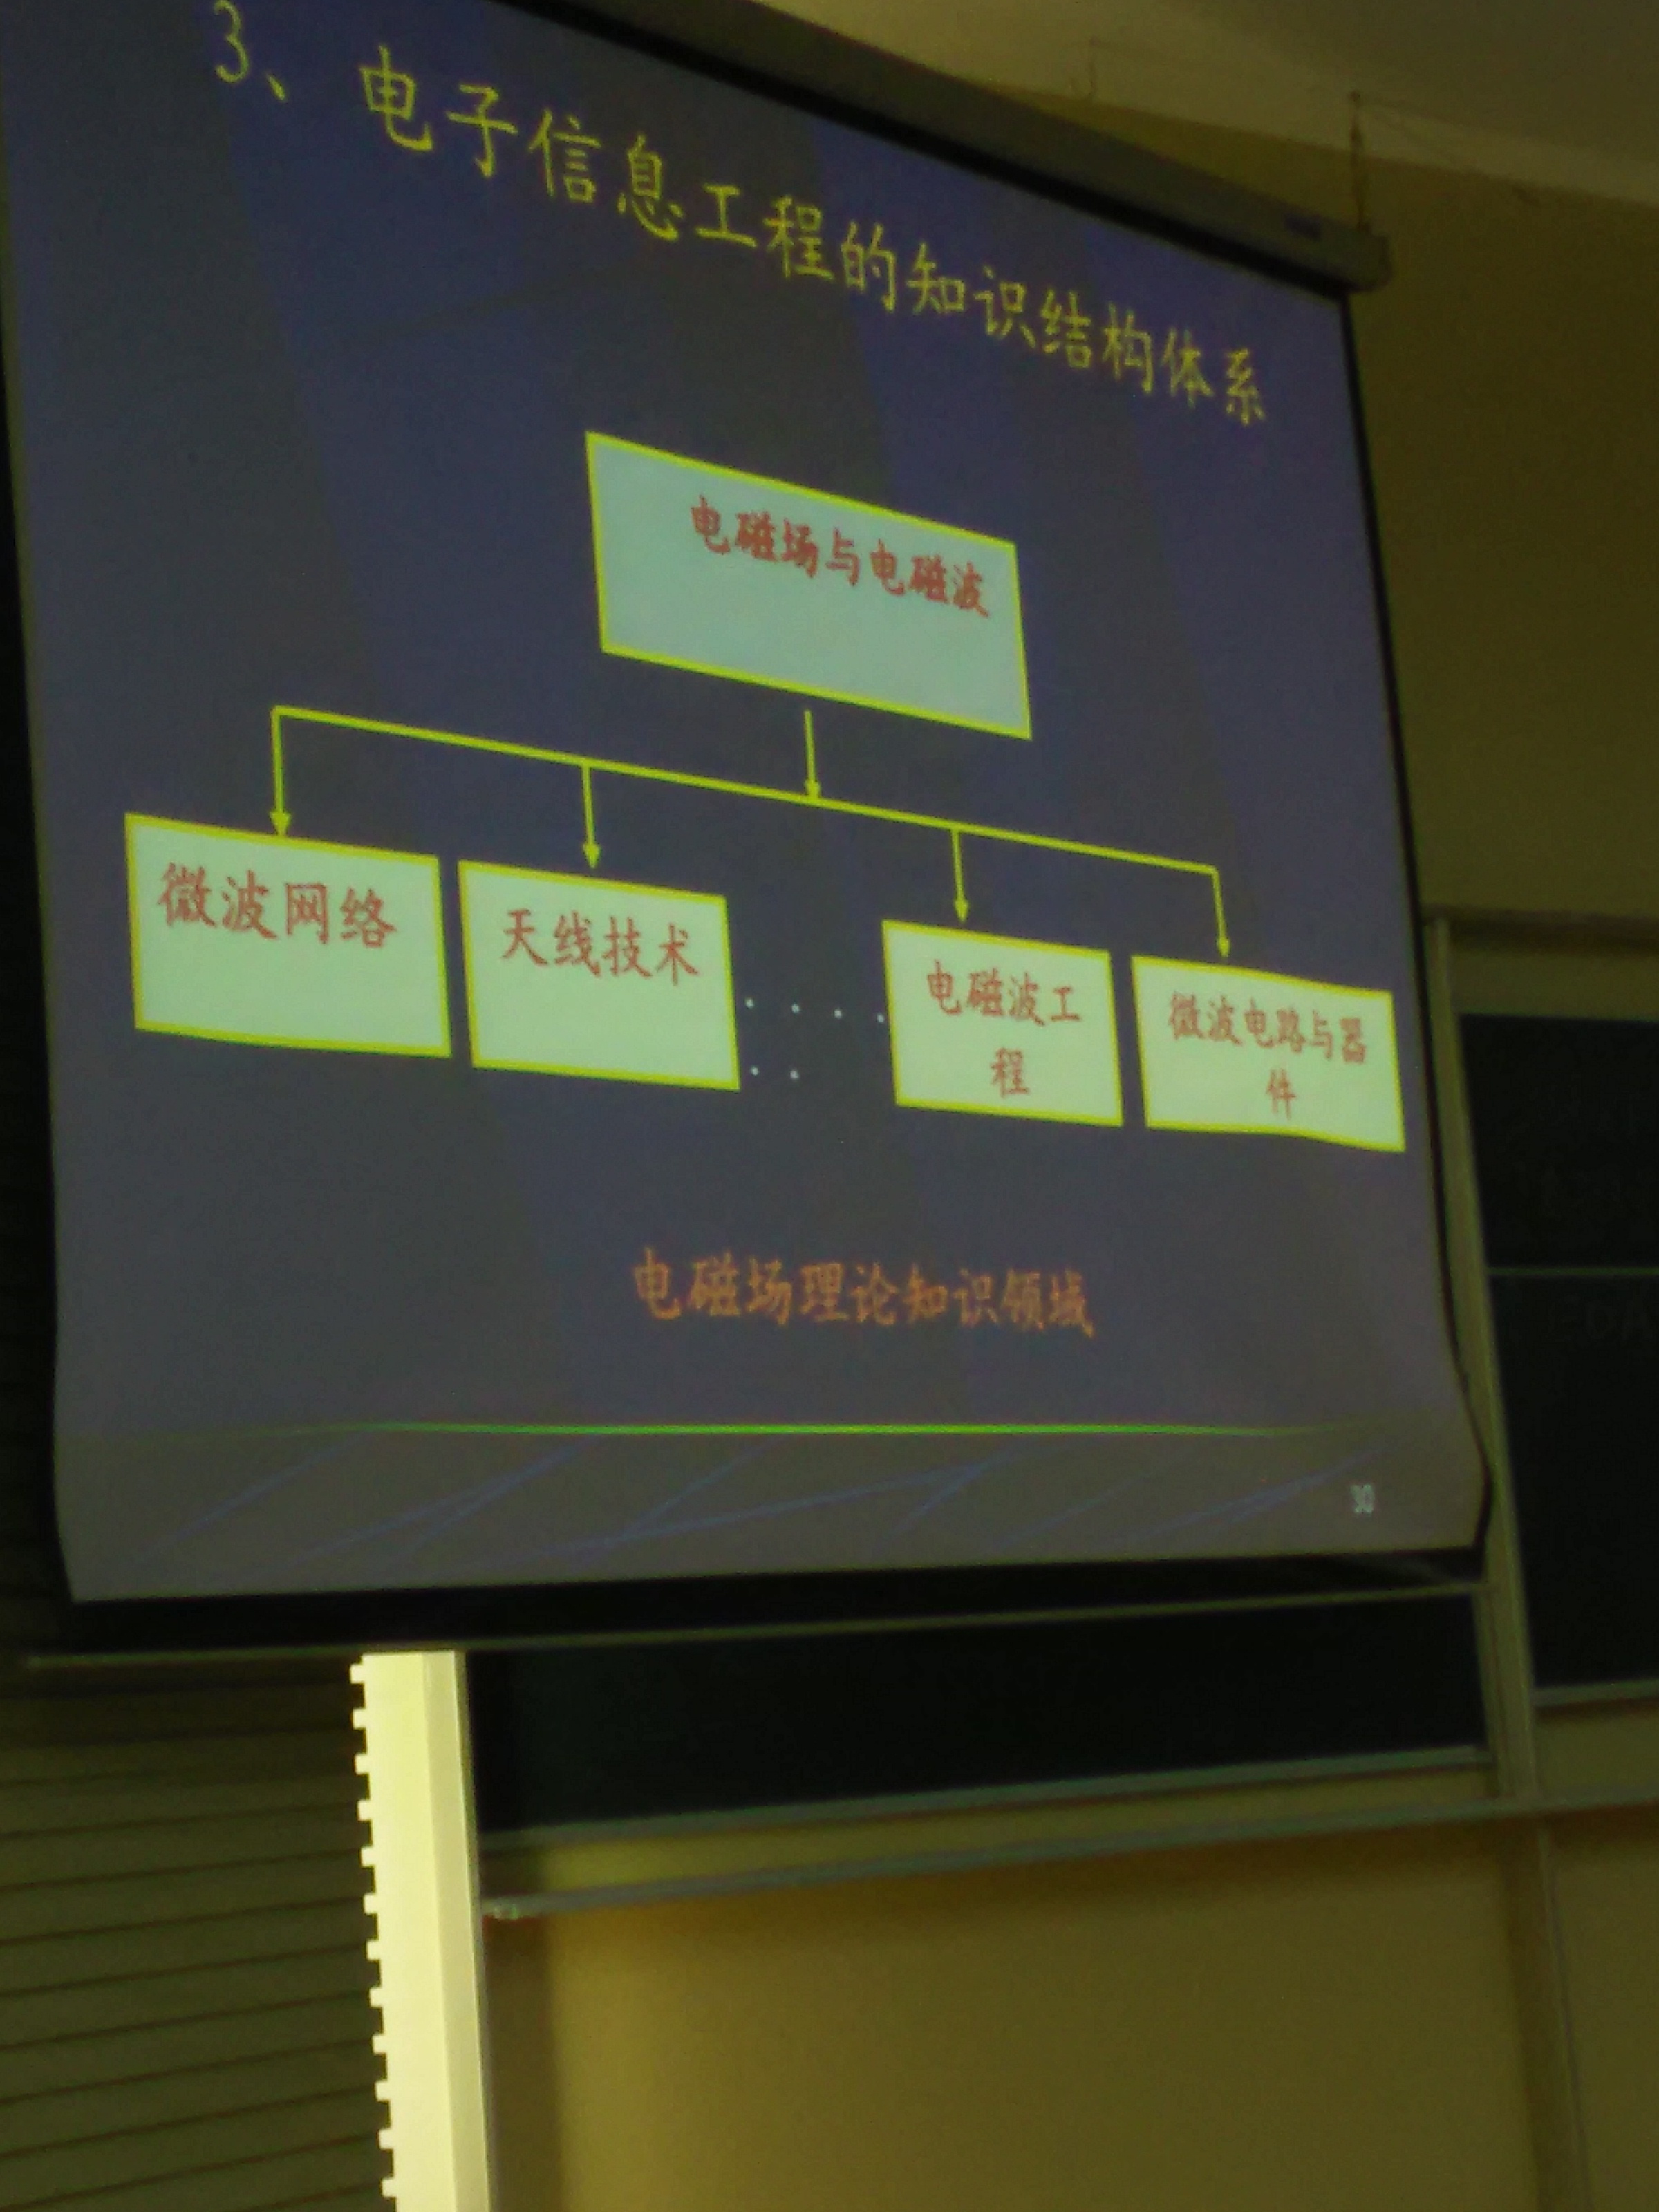 3、电子信息工程的知识结构体系
电磁场与电磁波
微波网络
天线技术
......
电磁波工
程
微波电路与器
件
电磁场理论知识领域
30